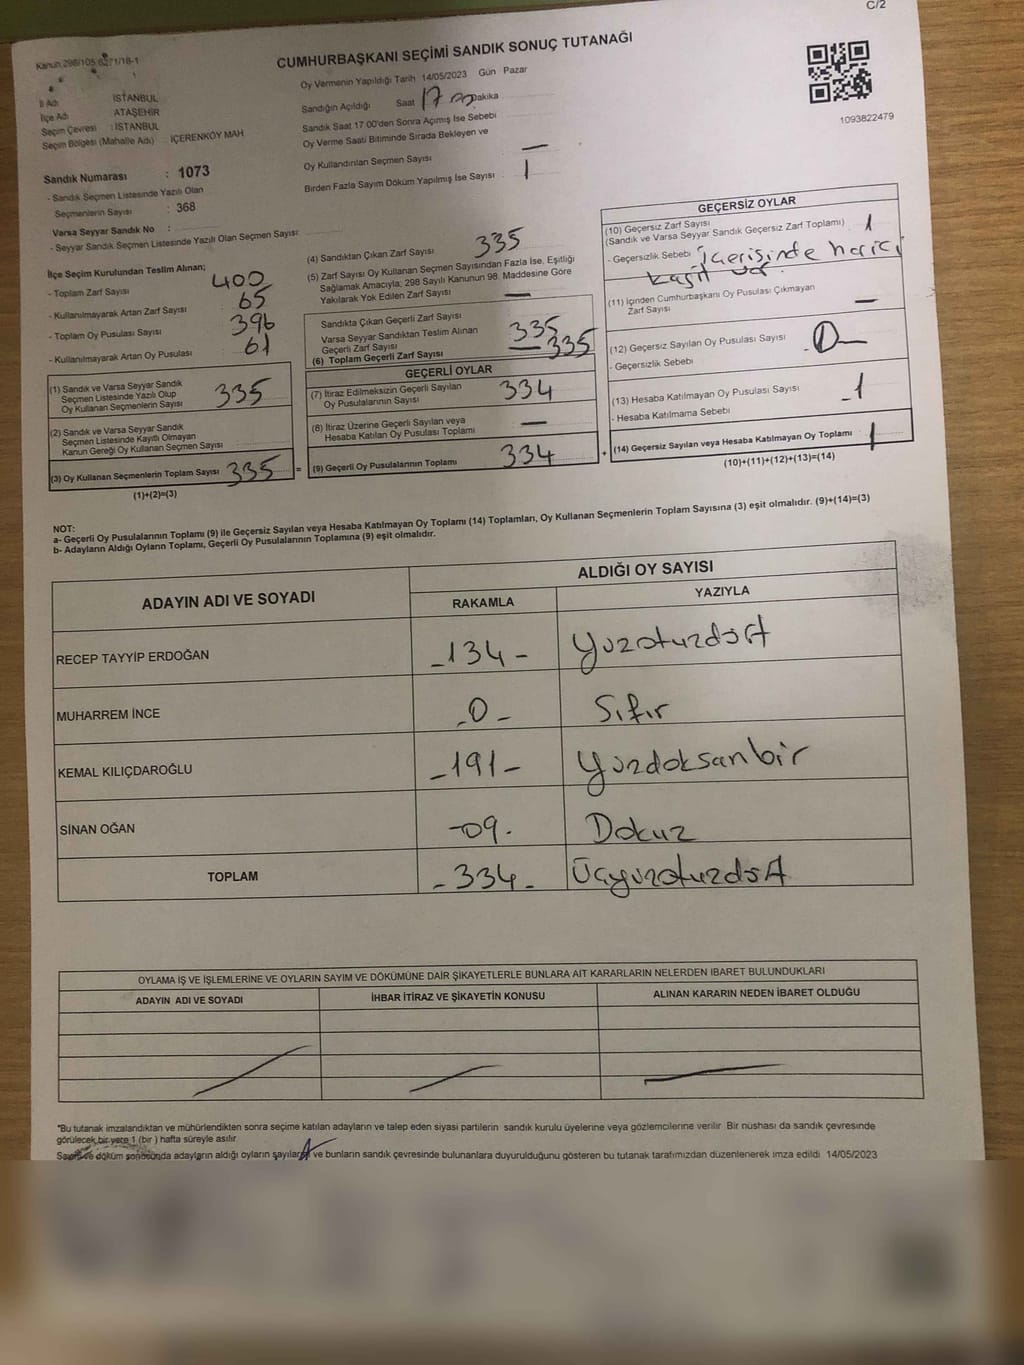 C/2
Kanun 298/105 6271/18-1
CUMHURBAŞKANI SEÇİMİ SANDIK SONUÇ TUTANAĞI
Oy Vermenin Yapıldığı Tarih 14/05/2023 Gün Pazar
İl Adı İSTANBUL
İlçe Adı ATAŞEHİR
Seçim Çevresi : İSTANBUL
Seçim Bölgesi (Mahalle Adı) İÇERENKÖY MAH
Sandığın Açıldığı Saat 17 00 Dakika
Sandık Saat 17 00'den Sonra Açımış İse Sebebi
Oy Verme Saati Bitiminde Sırada Bekleyen ve
Oy Kullandırılan Seçmen Sayısı —
Birden Fazla Sayım Döküm Yapılmış İse Sayısı 1
1093822479
Sandık Numarası : 1073
- Sandık Seçmen Listesinde Yazılı Olan
Seçmenlerin Sayısı : 368
Varsa Seyyar Sandık No :
- Seyyar Sandık Seçmen Listesinde Yazılı Olan Seçmen Sayısı
İlçe Seçim Kurulundan Teslim Alınan;
- Toplam Zarf Sayısı 400
- Kullanılmayarak Artan Zarf Sayısı 65
- Toplam Oy Pusulası Sayısı 396
- Kullanılmayarak Artan Oy Pusulası 61
(1) Sandık ve Varsa Seyyar Sandık
Seçmen Listesinde Yazılı Olup
Oy Kullanan Seçmenlerin Sayısı 335
(2) Sandık ve Varsa Seyyar Sandık
Seçmen Listesinde Kayıtlı Olmayan
Kanun Gereği Oy Kullanan Seçmen Sayısı
(3) Oy Kullanan Seçmenlerin Toplam Sayısı 335 =
(1)+(2)=(3)
(4) Sandıktan Çıkan Zarf Sayısı 335
(5) Zarf Sayısı Oy Kullanan Seçmen Sayısından Fazla İse, Eşitliği
Sağlamak Amacıyla; 298 Sayılı Kanunun 98. Maddesine Göre
Yakılarak Yok Edilen Zarf Sayısı —
Sandıkta Çıkan Geçerli Zarf Sayısı 335
Varsa Seyyar Sandıktan Teslim Alınan
Geçerli Zarf Sayısı —
(6) Toplam Geçerli Zarf Sayısı 335
GEÇERLİ OYLAR
(7) İtiraz Edilmeksizin Geçerli Sayılan
Oy Pusulalarının Sayısı 334
(8) İtiraz Üzerine Geçerli Sayılan veya
Hesaba Katılan Oy Pusulası Toplamı —
(9) Geçerli Oy Pusulalarının Toplamı 334 +
GEÇERSİZ OYLAR
(10) Geçersiz Zarf Sayısı
(Sandık ve Varsa Seyyar Sandık Geçersiz Zarf Toplamı) 1
- Geçersizlik Sebebi İçerisinde harici
kağıt var
(11) İçinden Cumhurbaşkanı Oy Pusulası Çıkmayan
Zarf Sayısı —
(12) Geçersiz Sayılan Oy Pusulası Sayısı 0
- Geçersizlik Sebebi
(13) Hesaba Katılmayan Oy Pusulası Sayısı 1
- Hesaba Katılmama Sebebi
(14) Geçersiz Sayılan veya Hesaba Katılmayan Oy Toplamı 1
(10)+(11)+(12)+(13)=(14)
NOT:
a- Geçerli Oy Pusulalarının Toplamı (9) ile Geçersiz Sayılan veya Hesaba Katılmayan Oy Toplamı (14) Toplamları, Oy Kullanan Seçmenlerin Toplam Sayısına (3) eşit olmalıdır. (9)+(14)=(3)
b- Adayların Aldığı Oyların Toplamı, Geçerli Oy Pusulalarının Toplamına (9) eşit olmalıdır.
ADAYIN ADI VE SOYADI
ALDIĞI OY SAYISI
RAKAMLA YAZIYLA
RECEP TAYYİP ERDOĞAN -134- Yüzotuzdört
MUHARREM İNCE -0- Sıfır
KEMAL KILIÇDAROĞLU -191- Yüzdoksanbir
SİNAN OĞAN -09- Dokuz
TOPLAM -334- Üçyüzotuzdört
OYLAMA İŞ VE İŞLEMLERİNE VE OYLARIN SAYIM VE DÖKÜMÜNE DAİR ŞİKAYETLERLE BUNLARA AİT KARARLARIN NELERDEN İBARET BULUNDUKLARI
ADAYIN ADI VE SOYADI İHBAR İTİRAZ VE ŞİKAYETİN KONUSU ALINAN KARARIN NEDEN İBARET OLDUĞU
*Bu tutanak imzalandıktan ve mühürlendikten sonra seçime katılan adayların ve talep eden siyasi partilerin sandık kurulu üyelerine veya gözlemcilerine verilir. Bir nüshası da sandık çevresinde
görülecek bir yere 1 (bir) hafta süreyle asılır.
Sayım ve döküm sonucunda adayların aldığı oyların sayıları ve bunların sandık çevresinde bulunanlara duyurulduğunu gösteren bu tutanak tarafımızdan düzenlenerek imza edildi. 14/05/2023